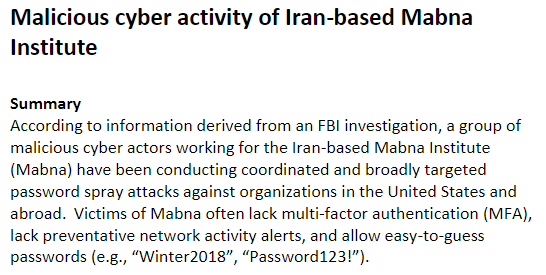 Malicious cyber activity of Iran-based Mabna
Institute
Summary
According to information derived from an FBI investigation, a group of
malicious cyber actors working for the Iran-based Mabna Institute
(Mabna) have been conducting coordinated and broadly targeted
password spray attacks against organizations in the United States and
abroad.  Victims of Mabna often lack multi-factor authentication (MFA),
lack preventative network activity alerts, and allow easy-to-guess
passwords (e.g., “Winter2018”, “Password123!”).